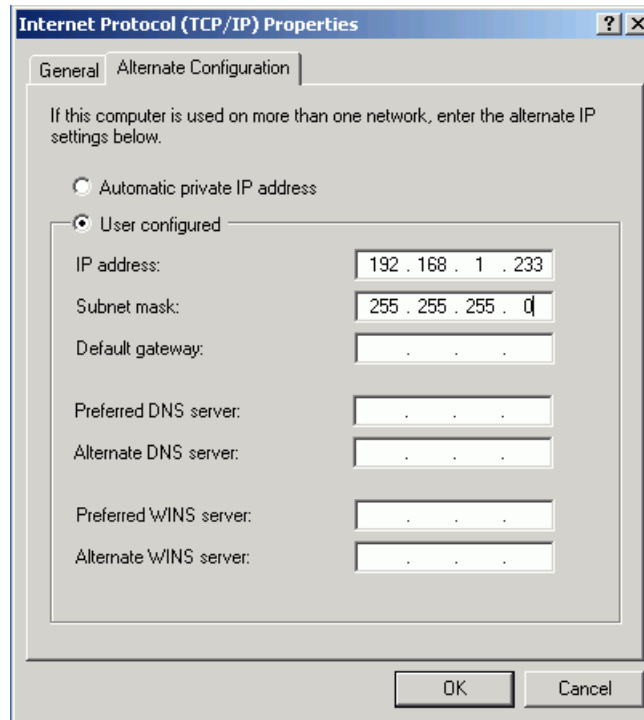 Internet Protocol (TCP/IP) Properties
General Alternate Configuration
If this computer is used on more than one network, enter the alternate IP
settings below.
Automatic private IP address
User configured
IP address: 192 . 168 . 1 . 233
Subnet mask: 255 . 255 . 255 . 0
Default gateway: . . .
Preferred DNS server: . . .
Alternate DNS server: . . .
Preferred WINS server: . . .
Alternate WINS server: . . .
OK Cancel